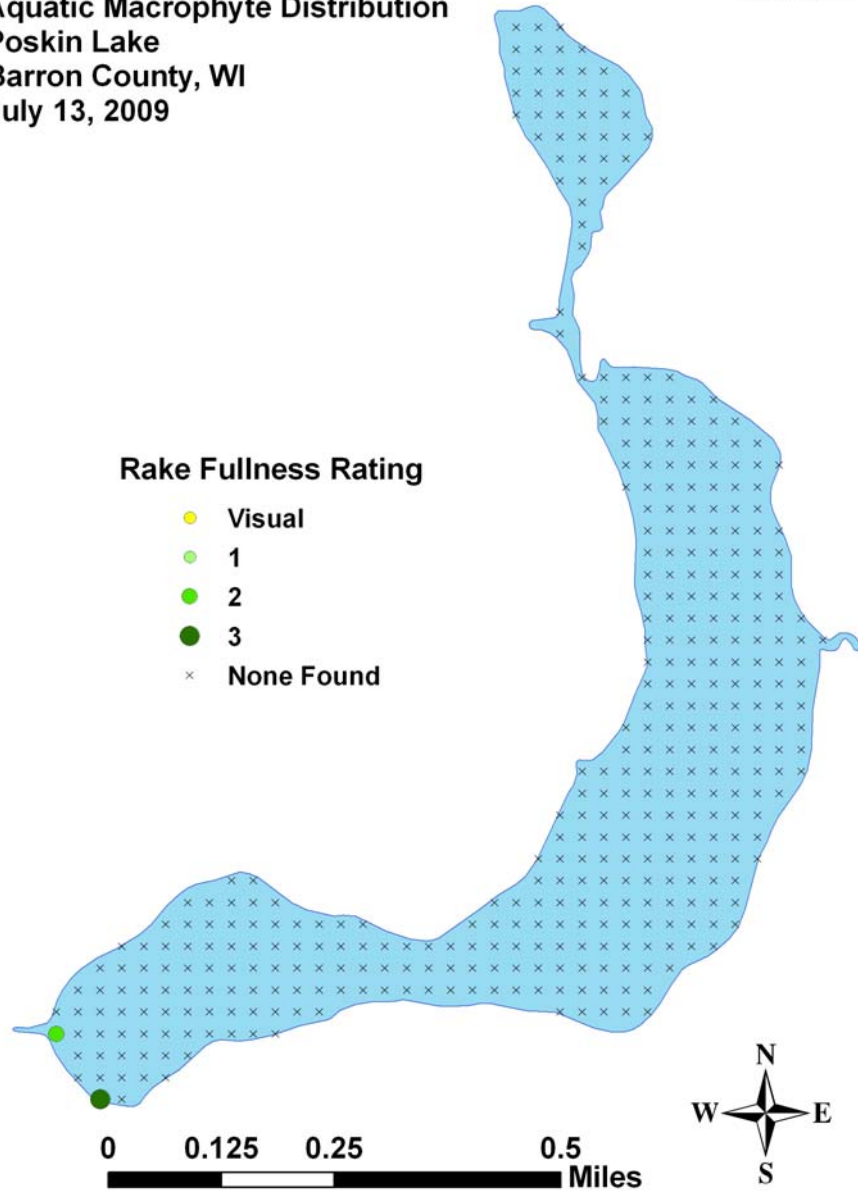 Aquatic Macrophyte Distribution
Poskin Lake
Barron County, WI
July 13, 2009
Rake Fullness Rating
Visual
1
2
3
None Found
N
W E
S
0 0.125 0.25 0.5
Miles